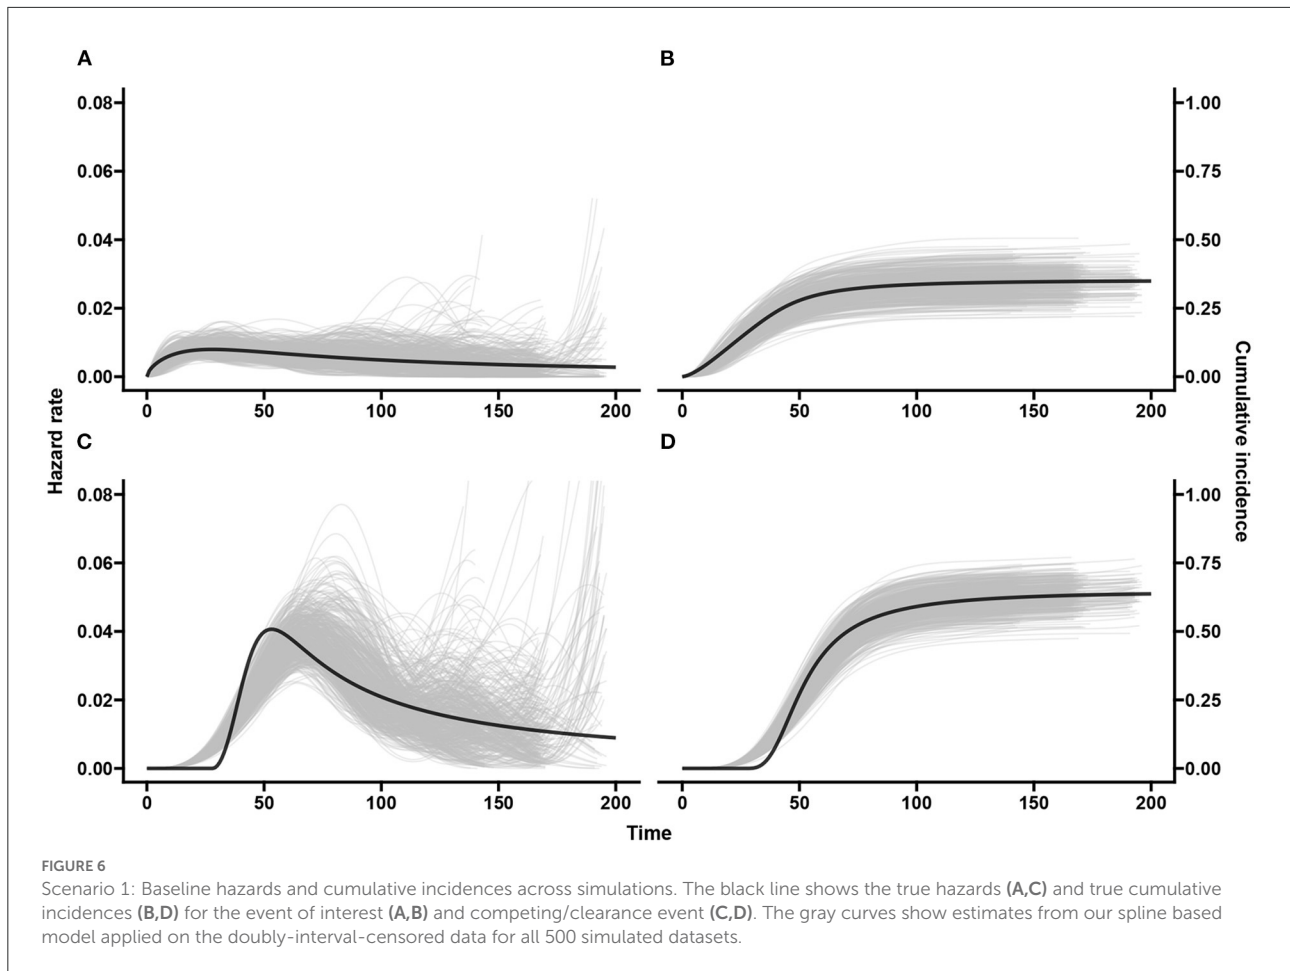 A
B
0.08
0.06
0.04
0.02
0.00
1.00
0.75
0.50
0.25
0.00
0 50 100 150 200
0 50 100 150 200
Hazard rate
Cumulative incidence
C
D
0.08
0.06
0.04
0.02
0.00
1.00
0.75
0.50
0.25
0.00
0 50 100 150 200
0 50 100 150 200
Time
FIGURE 6
Scenario 1: Baseline hazards and cumulative incidences across simulations. The black line shows the true hazards (A,C) and true cumulative
incidences (B,D) for the event of interest (A,B) and competing/clearance event (C,D). The gray curves show estimates from our spline based
model applied on the doubly-interval-censored data for all 500 simulated datasets.